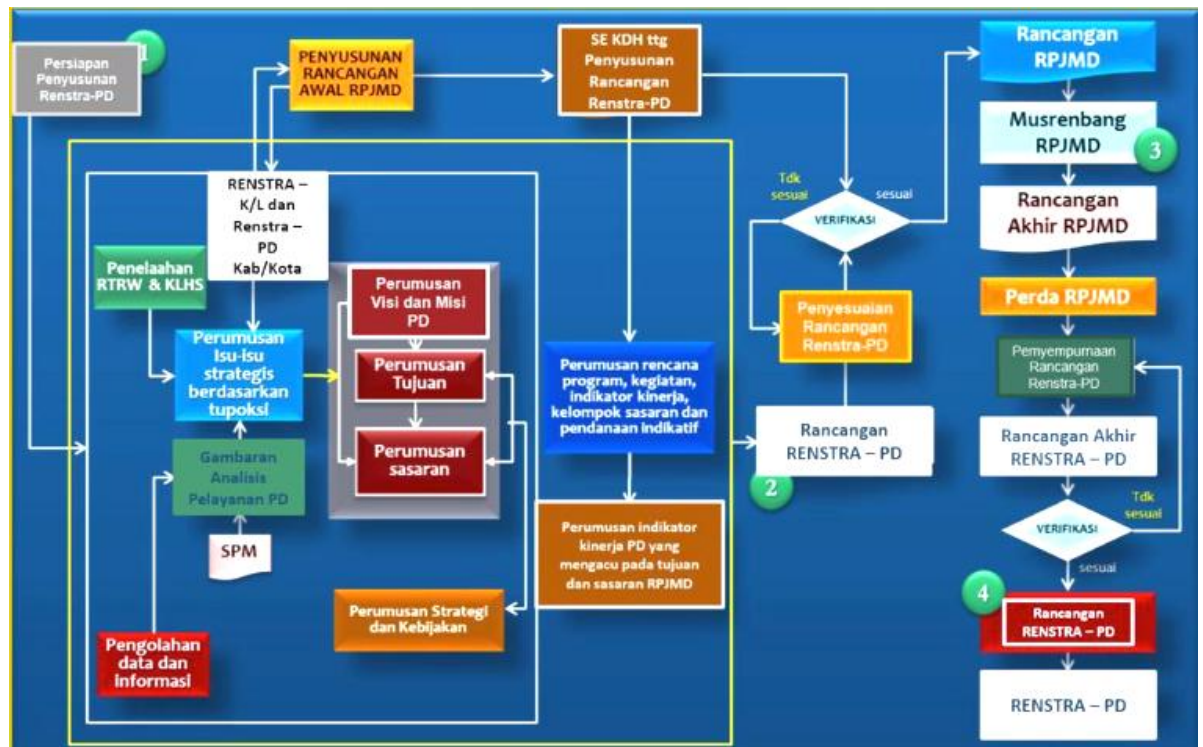 1
Persiapan
Penyusunan
Renstra-PD
PENYUSUNAN
RANCANGAN
AWAL RPJMD
SE KDH ttg
Penyusunan
Rancangan
Renstra-PD
RENSTRA –
K/L dan
Renstra –
PD
Kab/Kota
Penelaahan
RTRW & KLHS
Perumusan
Isu-isu
strategis
berdasarkan
tupoksi
Gambaran
Analisis
Pelayanan PD
SPM
Pengolahan
data dan
informasi
Perumusan
Visi dan Misi
PD
Perumusan
Tujuan
Perumusan
sasaran
Perumusan Strategi
dan Kebijakan
Perumusan rencana
program, kegiatan,
indikator kinerja,
kelompok sasaran dan
pendanaan indikatif
Perumusan indikator
kinerja PD yang
mengacu pada tujuan
dan sasaran RPJMD
Rancangan
RENSTRA – PD
2
Penyesuaian
Rancangan
Renstra-PD
Tdk
sesuai
sesuai
VERIFIKASI
Rancangan
RPJMD
Musrenbang
RPJMD
3
Rancangan
Akhir RPJMD
Perda RPJMD
Pemyempurnaan
Rancangan
Renstra-PD
Rancangan Akhir
RENSTRA – PD
Tdk
sesuai
VERIFIKASI
sesuai
4
Rancangan
RENSTRA – PD
RENSTRA – PD